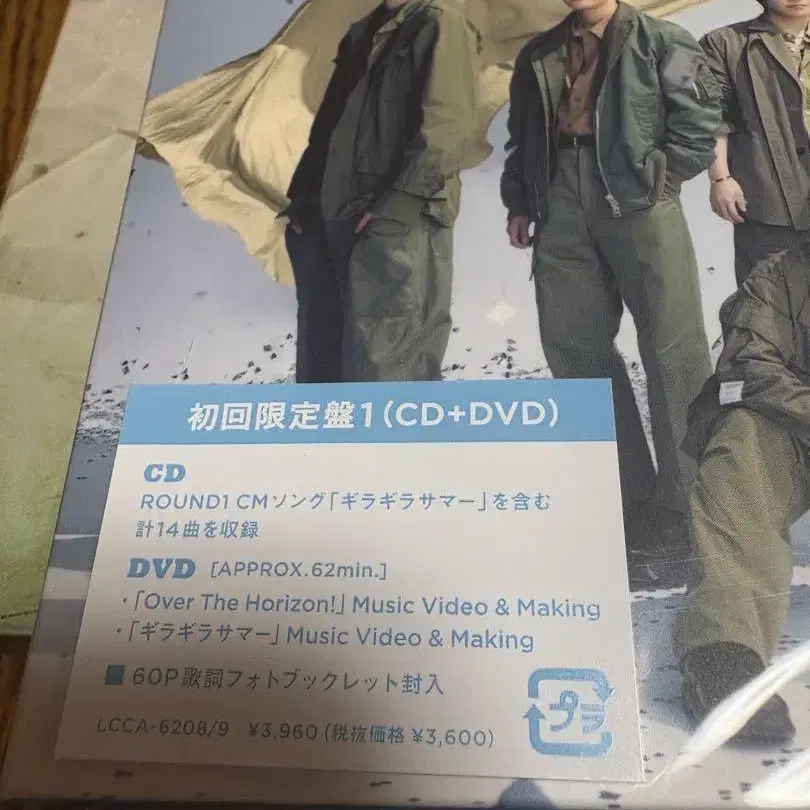 初回限定盤1(CD+DVD)
CD
ROUND1 CMソング「ギラギラサマー」を含む
計14曲を収録
DVD [APPROX.62min.]
・「Over The Horizon!」Music Video & Making
・「ギラギラサマー」Music Video & Making
■60P歌詞フォトブックレット封入
LCCA-6208/9 ¥3,960(税抜価格 ¥3,600)
プラ